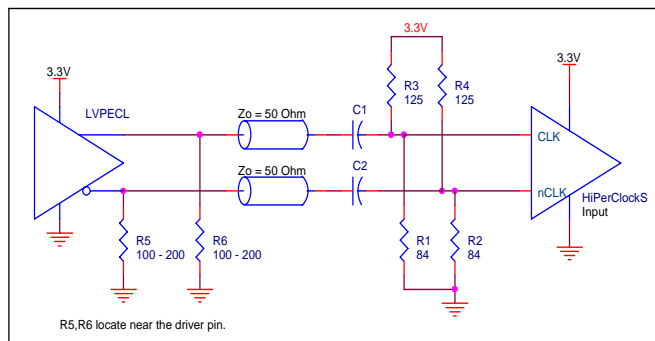 3.3V
3.3V
3.3V
R3
125
R4
125
LVPECL
Zo = 50 Ohm
C1
CLK
Zo = 50 Ohm
C2
nCLK
HiPerClockS
Input
R5
100 - 200
R6
100 - 200
R1
84
R2
84
R5,R6 locate near the driver pin.